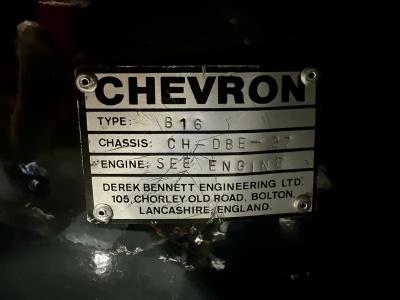 CHEVRON
TYPE: B16
CHASSIS: CH-DBE-27
ENGINE: SEE ENGINE
DEREK BENNETT ENGINEERING LTD.
105, CHORLEY OLD ROAD, BOLTON,
LANCASHIRE, ENGLAND.